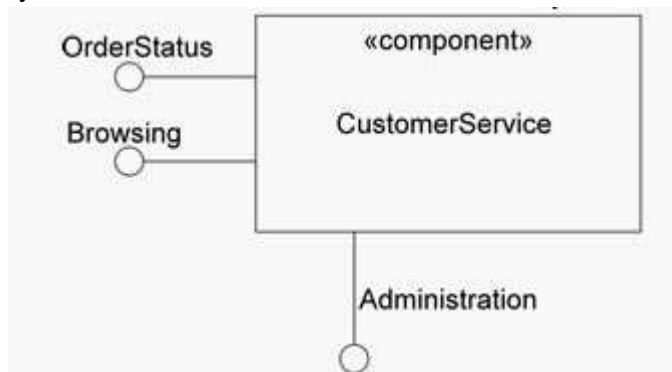 OrderStatus
«component»
Browsing
CustomerService
Administration